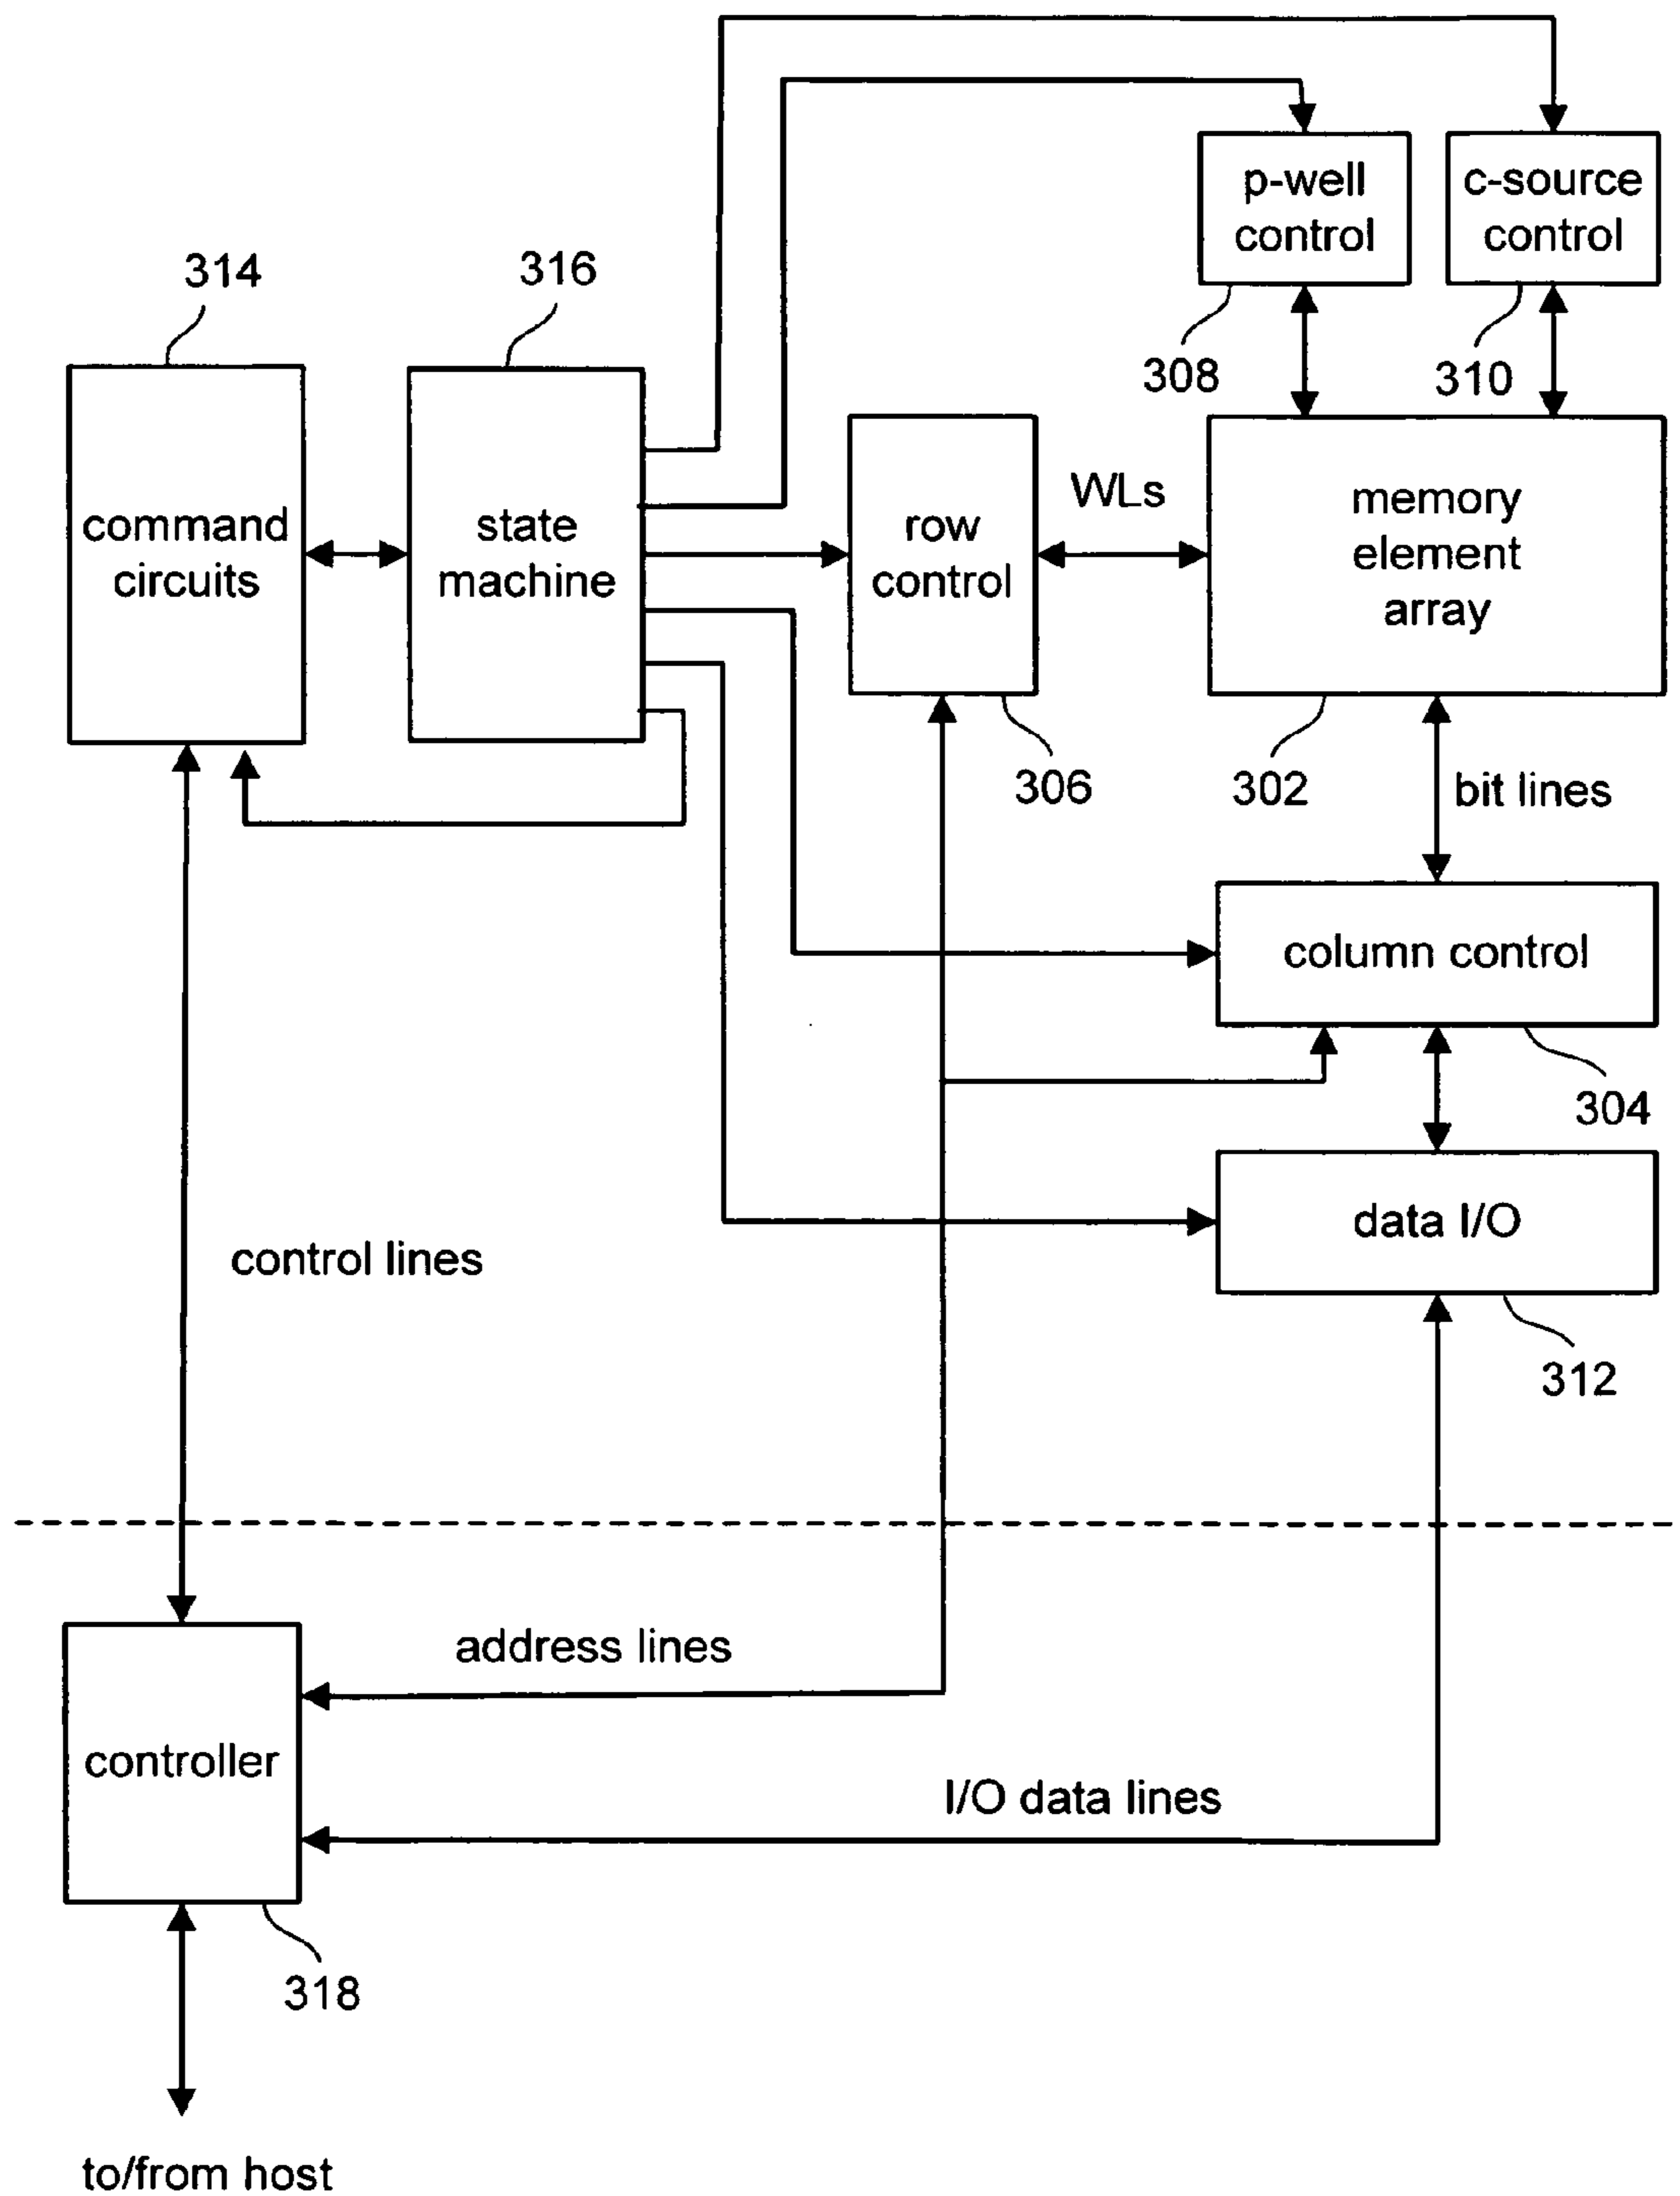 p-well
control
c-source
control
314
316
308
310
command
circuits
state
machine
row
control
WLs
memory
element
array
306
302
bit lines
column control
304
data I/O
control lines
312
address lines
controller
I/O data lines
318
to/from host